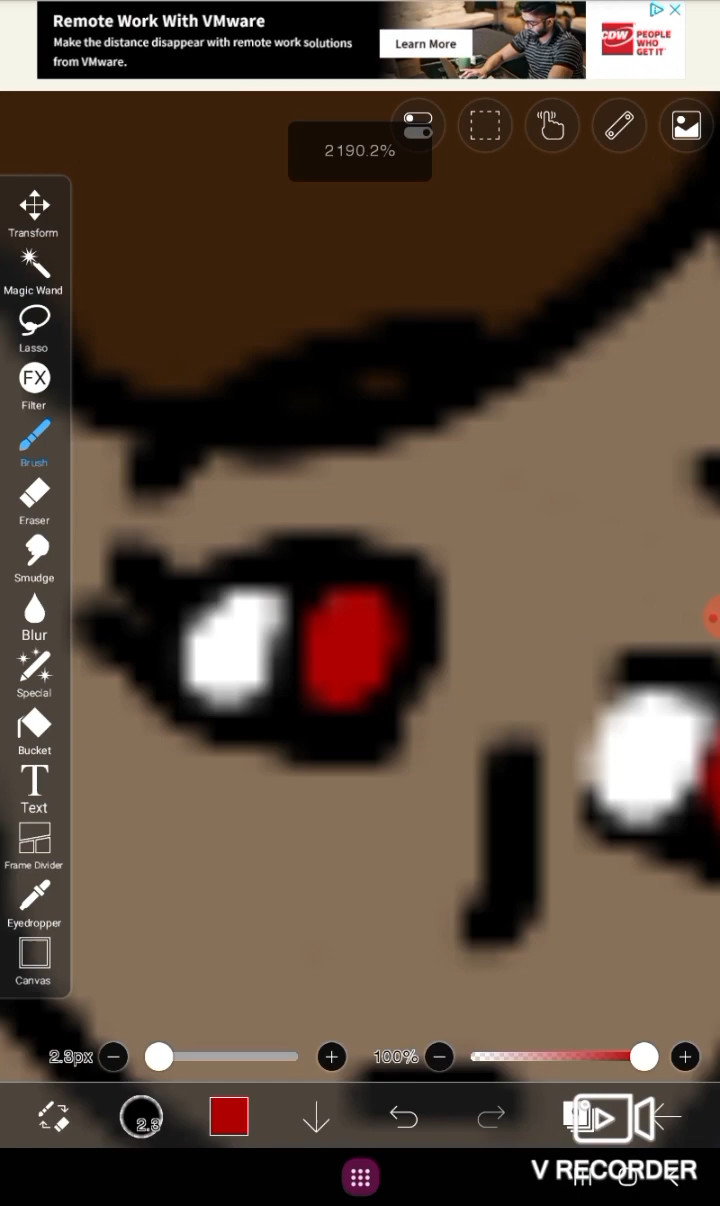 Remote Work With VMware
Make the distance disappear with remote work solutions
from VMware.
Learn More
CDW
PEOPLE
WHO
GET IT
2190.2%
Transform
Magic Wand
Lasso
FX
Filter
Brush
Eraser
Smudge
Blur
Special
Bucket
T
Text
Frame Divider
Eyedropper
Canvas
2.3px
100%
2.3
V RECORDER